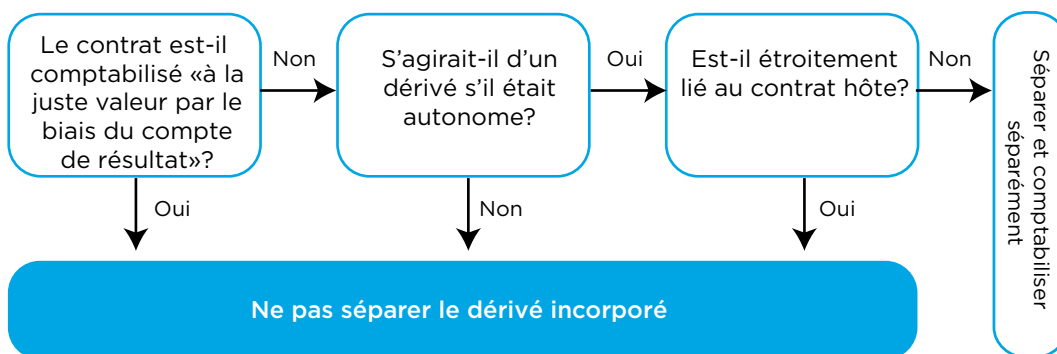 Le contrat est-il
comptabilisé «à la
juste valeur par le
biais du compte
de résultat»?
Non
S’agirait-il d’un
dérivé s’il était
autonome?
Oui
Est-il étroitement
lié au contrat hôte?
Non
Séparer et comptabiliser
séparément
Oui
Non
Oui
Ne pas séparer le dérivé incorporé